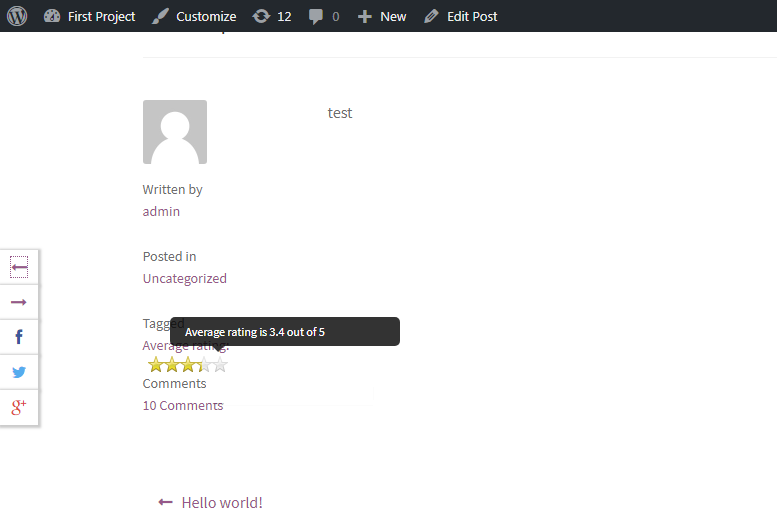 First Project Customize 12 0 New Edit Post
test
Written by
admin
Posted in
Uncategorized
Tagged
Average rating is 3.4 out of 5
Average rating:
Comments
10 Comments
Hello world!